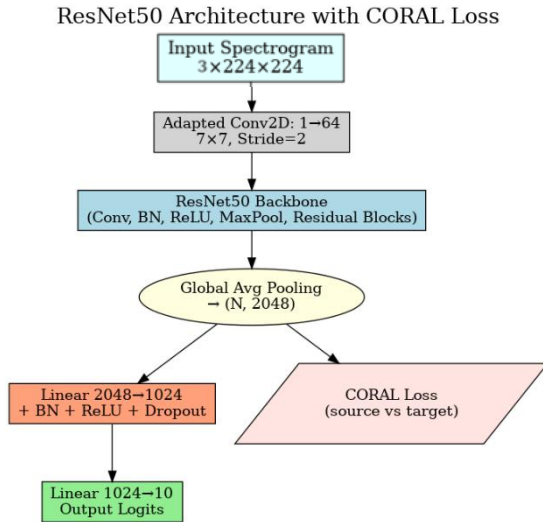 ResNet50 Architecture with CORAL Loss
Input Spectrogram
3×224×224
Adapted Conv2D: 1→64
7×7, Stride=2
ResNet50 Backbone
(Conv, BN, ReLU, MaxPool, Residual Blocks)
Global Avg Pooling
→ (N, 2048)
Linear 2048→1024
+ BN + ReLU + Dropout
CORAL Loss
(source vs target)
Linear 1024→10
Output Logits